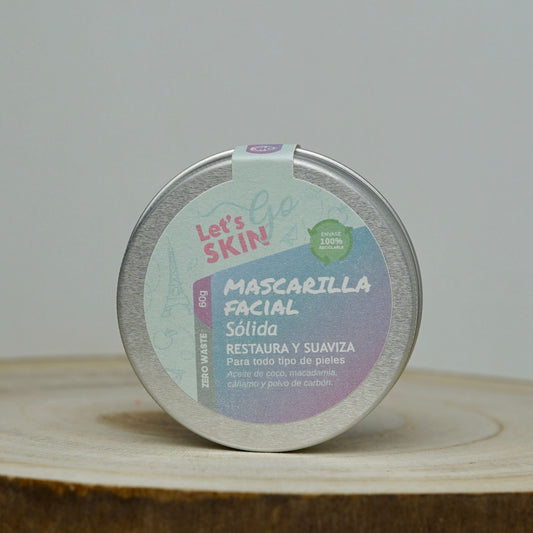 Let's
go
SKIN
ENVASE
100%
RECICLABLE
60g
ZERO WASTE
MASCARILLA
FACIAL
Sólida
RESTAURA Y SUAVIZA
Para todo tipo de pieles
Aceite de coco, macadamia,
cáñamo y polvo de carbón.